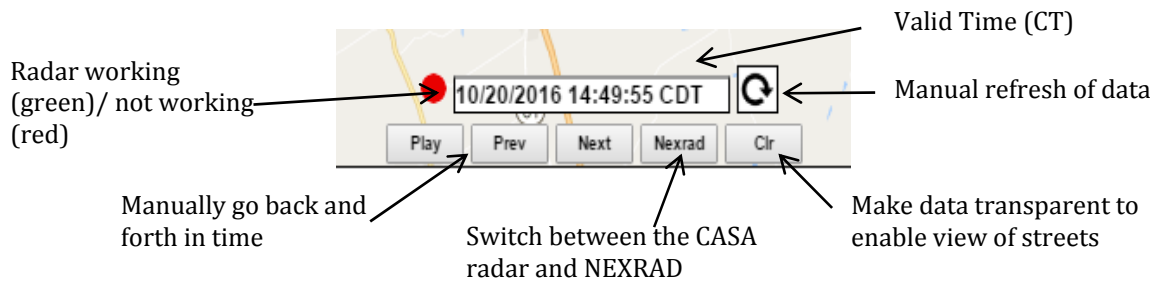 Valid Time (CT)
Radar working
(green)/ not working
(red)
10/20/2016 14:49:55 CDT
Manual refresh of data
Play Prev Next Nexrad Clr
Manually go back and
forth in time
Switch between the CASA
radar and NEXRAD
Make data transparent to
enable view of streets